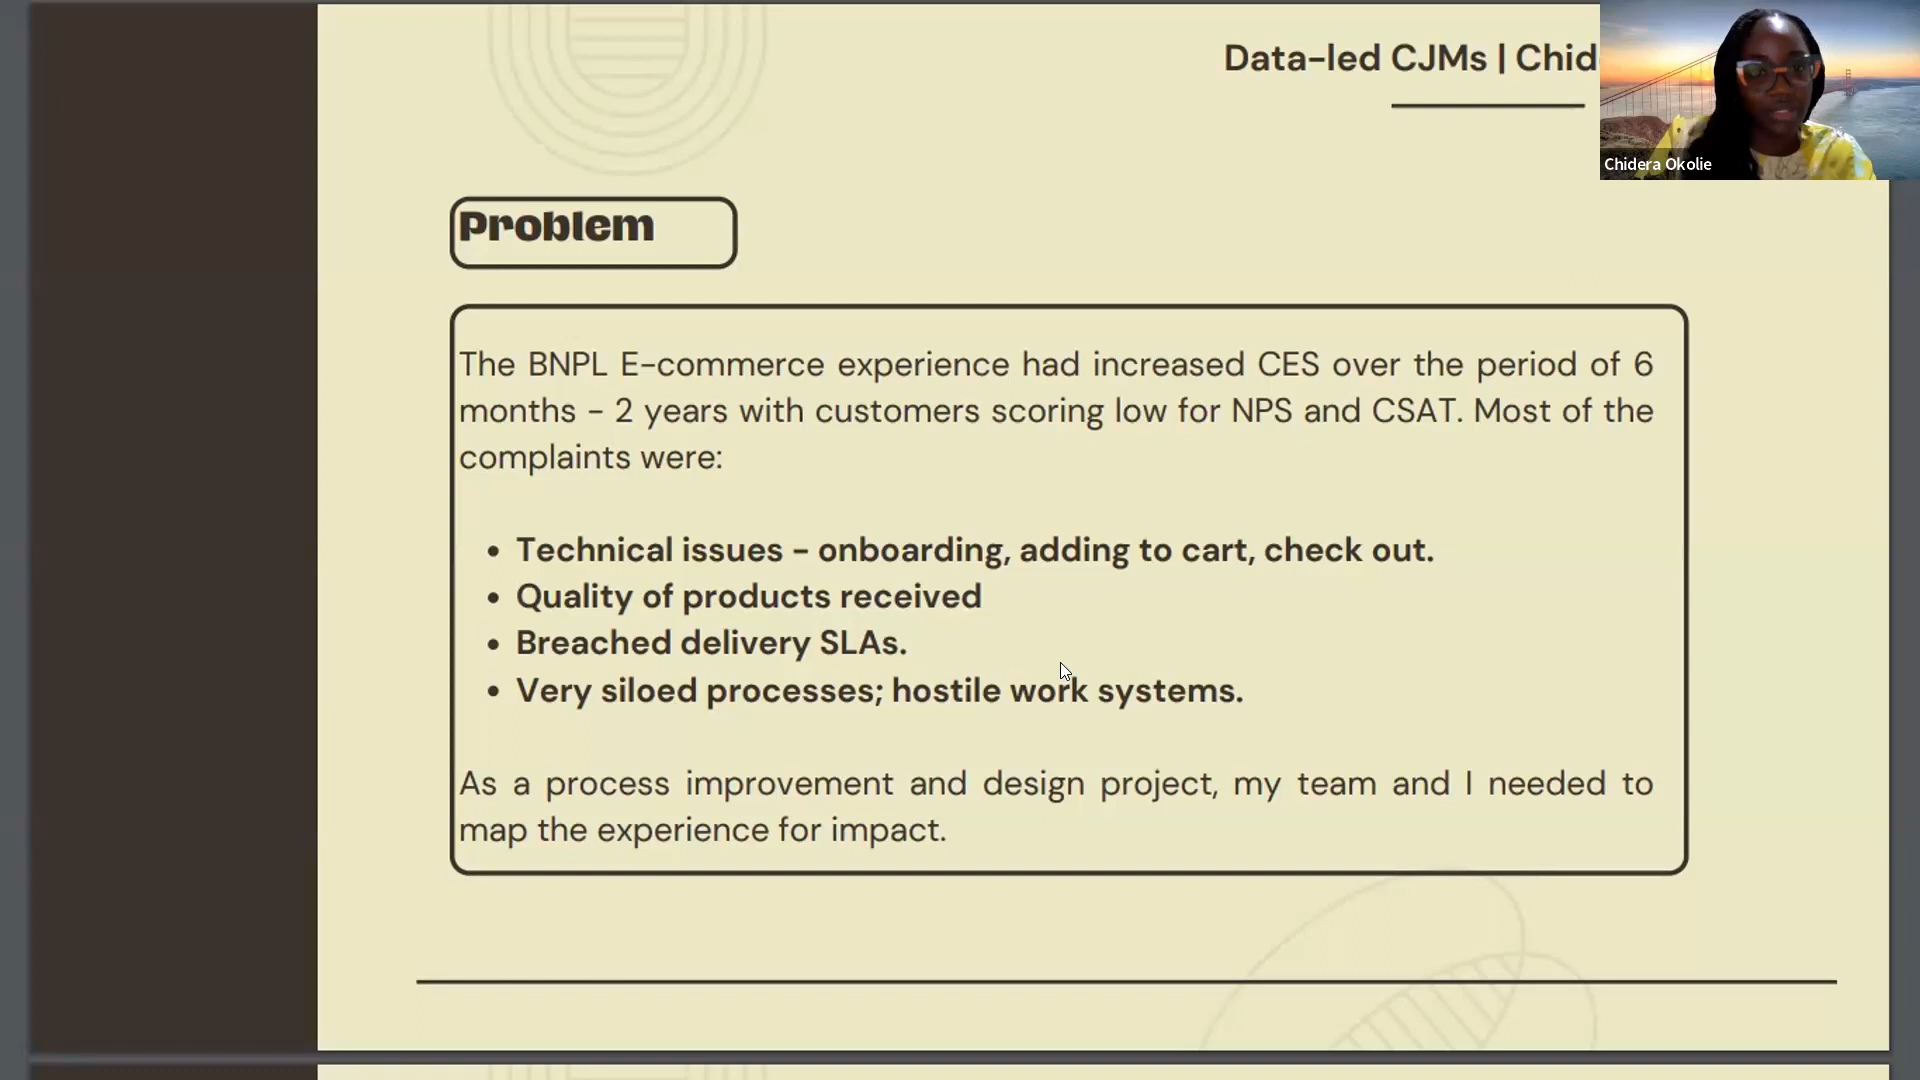 Data-led CJMs | Chid
Chidera Okolie
Problem
The BNPL E-commerce experience had increased CES over the period of 6
months - 2 years with customers scoring low for NPS and CSAT. Most of the
complaints were:
• Technical issues - onboarding, adding to cart, check out.
• Quality of products received
• Breached delivery SLAs.
• Very siloed processes; hostile work systems.
As a process improvement and design project, my team and I needed to
map the experience for impact.